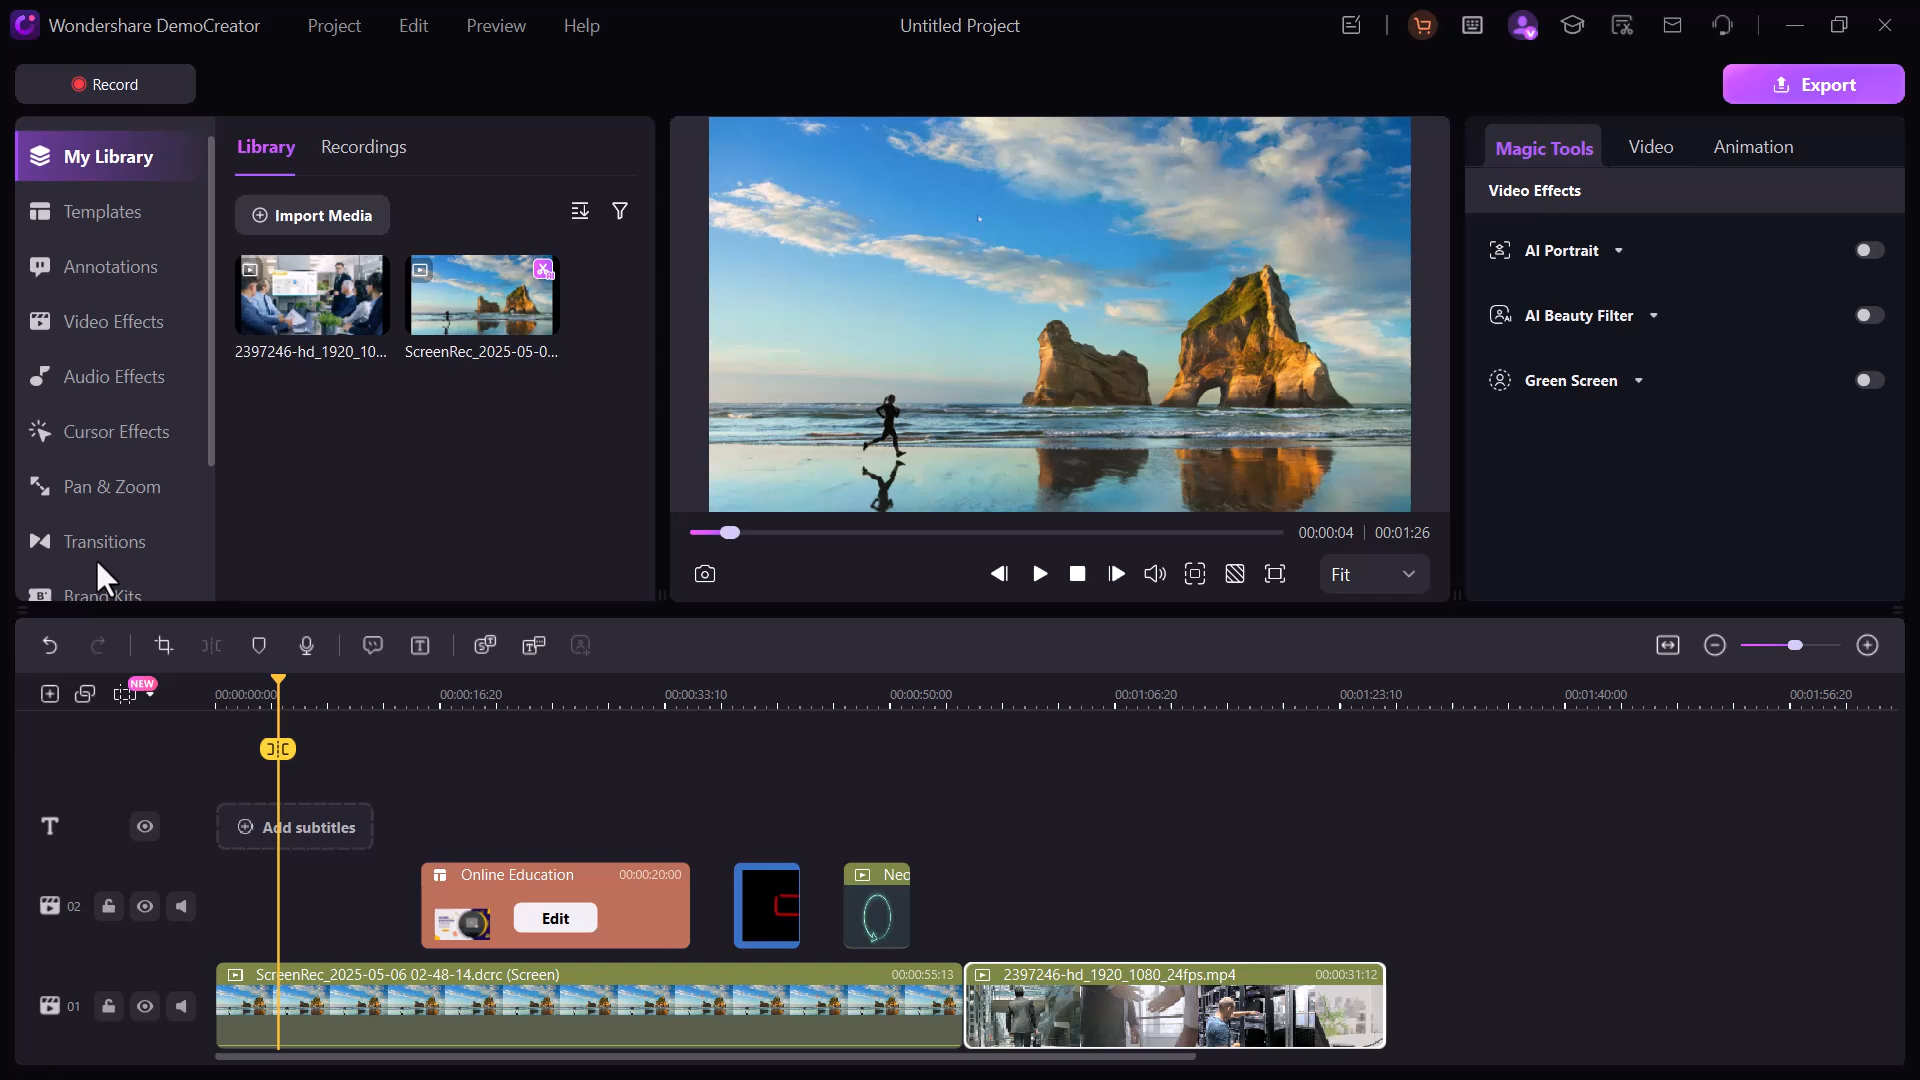 Wondershare DemoCreator
Project
Edit
Preview
Help
Untitled Project
Record
Export
My Library
Templates
Annotations
Video Effects
Audio Effects
Cursor Effects
Pan & Zoom
Transitions
Brand Kits
Library
Recordings
Import Media
2397246-hd_1920_10...
ScreenRec_2025-05-0...
00:00:04
00:01:26
Fit
Magic Tools
Video
Animation
Video Effects
AI Portrait
AI Beauty Filter
Green Screen
NEW
00:00:00:00
00:00:16:20
00:00:33:10
00:00:50:00
00:01:06:20
00:01:23:10
00:01:40:00
00:01:56:20
Add subtitles
02
Online Education
00:00:20:00
Edit
Neo
01
ScreenRec_2025-05-06 02-48-14.dcrc (Screen)
00:00:55:13
2397246-hd_1920_1080_24fps.mp4
00:00:31:12